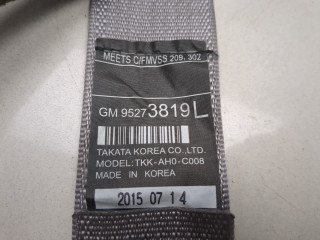 MEETS C/FMVSS 209, 302
GM 95273819L
TAKATA KOREA CO.,LTD.
MODEL:TKK-AH0-C008
MADE IN KOREA
2015 07 14